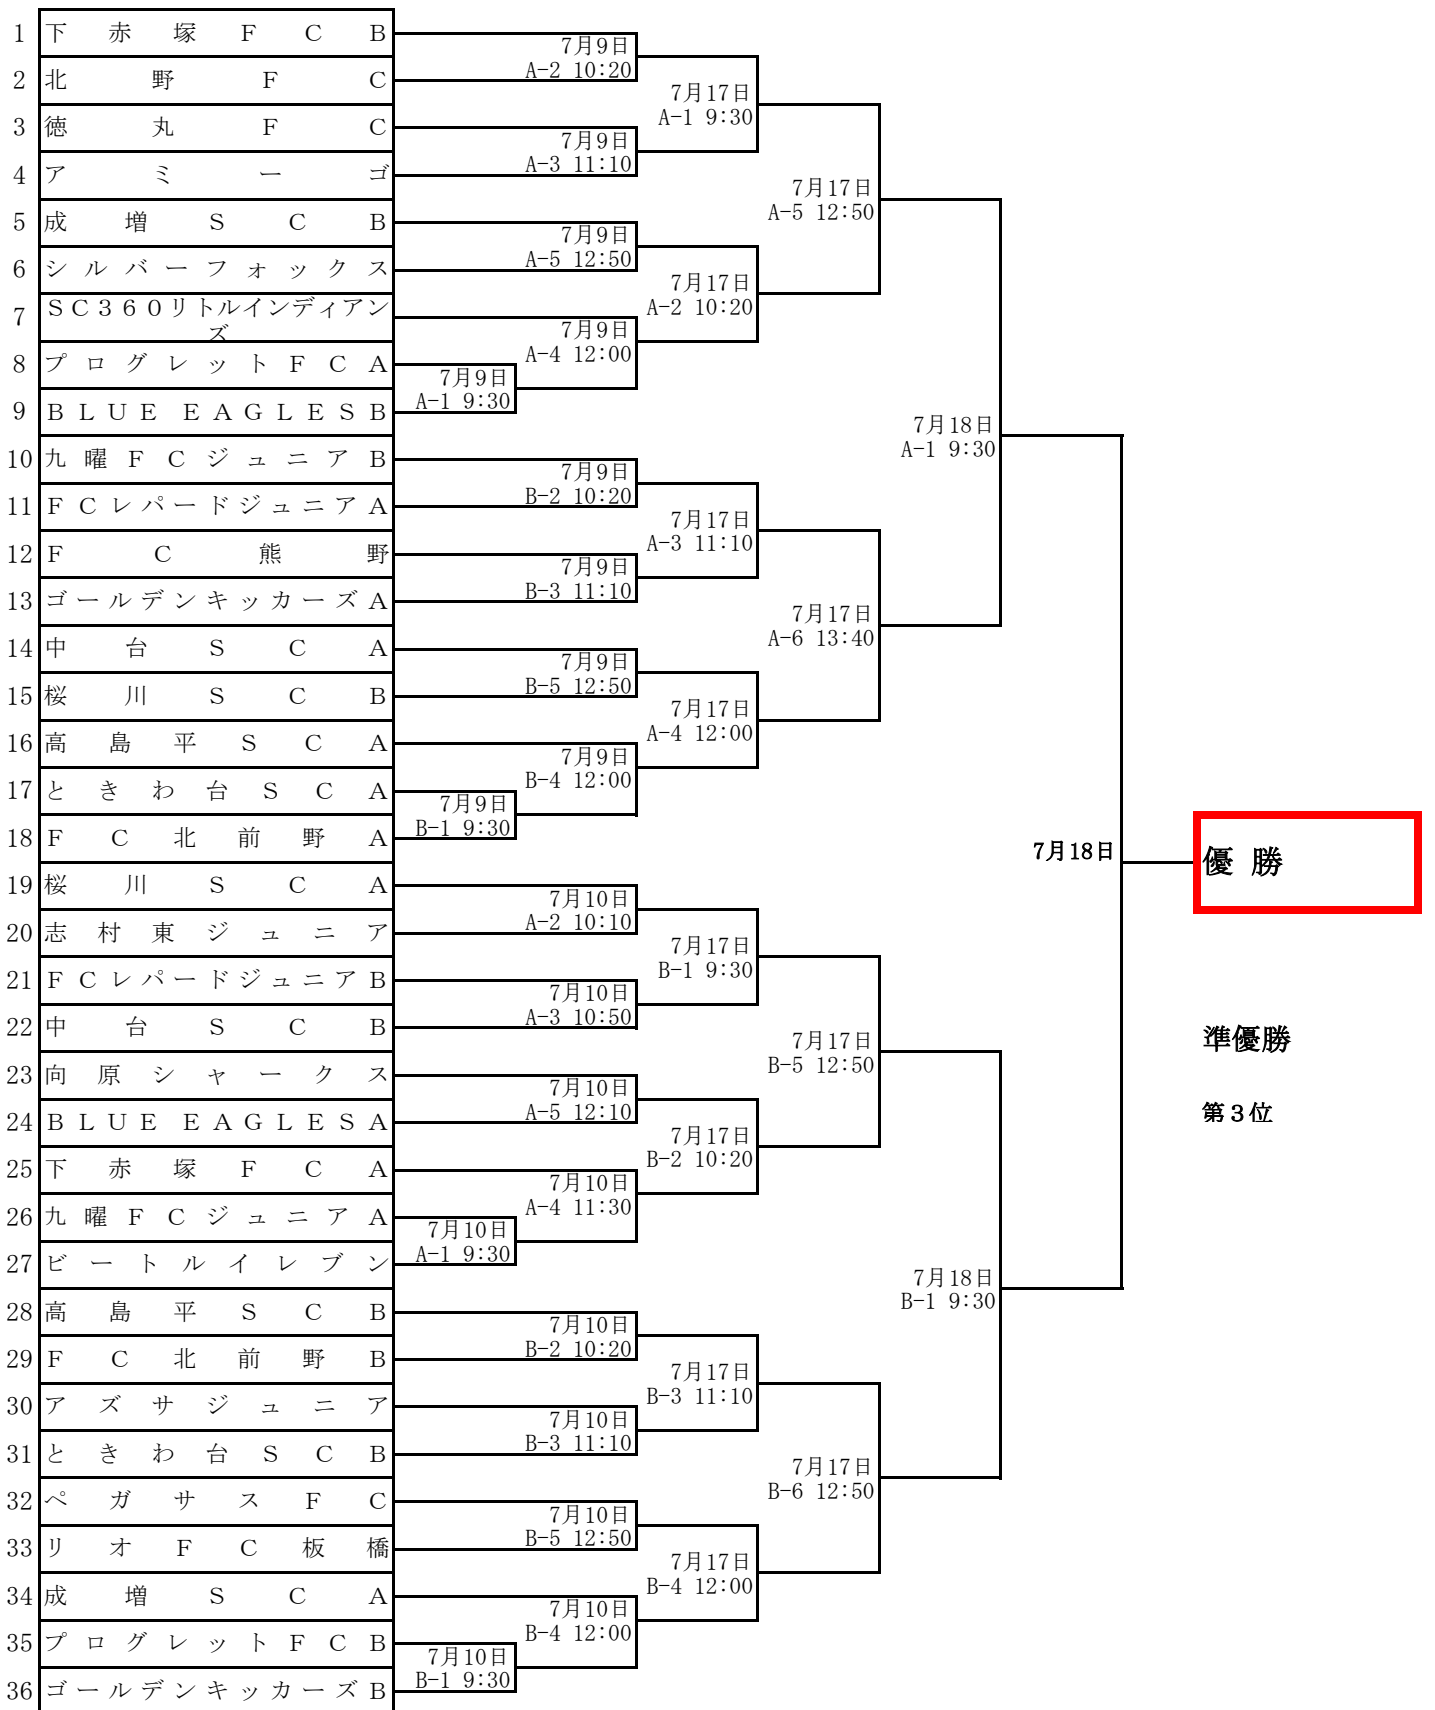 1 下赤塚ＦＣＢ
2 北野ＦＣ
3 徳丸ＦＣ
4 アミーゴ
5 成増ＳＣＢ
6 シルバーフォックス
7 ＳＣ３６０リトルインディアンズ
8 プログレットＦＣＡ
9 ＢＬＵＥ ＥＡＧＬＥＳＢ
10 九曜ＦＣジュニアＢ
11 ＦＣレパードジュニアＡ
12 ＦＣ熊野
13 ゴールデンキッカーズＡ
14 中台ＳＣＡ
15 桜川ＳＣＢ
16 高島平ＳＣＡ
17 ときわ台ＳＣＡ
18 ＦＣ北前野Ａ
19 桜川ＳＣＡ
20 志村東ジュニア
21 ＦＣレパードジュニアＢ
22 中台ＳＣＢ
23 向原シャークス
24 ＢＬＵＥ ＥＡＧＬＥＳＡ
25 下赤塚ＦＣＡ
26 九曜ＦＣジュニアＡ
27 ビートルイレブン
28 高島平ＳＣＢ
29 ＦＣ北前野Ｂ
30 アズサジュニア
31 ときわ台ＳＣＢ
32 ペガサスＦＣ
33 リオＦＣ板橋
34 成増ＳＣＡ
35 プログレットＦＣＢ
36 ゴールデンキッカーズＢ
7月9日
A-1 9:30
7月9日
B-1 9:30
7月10日
A-1 9:30
7月10日
B-1 9:30
7月9日
A-2 10:20
7月9日
A-3 11:10
7月9日
A-5 12:50
7月9日
A-4 12:00
7月9日
B-2 10:20
7月9日
B-3 11:10
7月9日
B-5 12:50
7月9日
B-4 12:00
7月10日
A-2 10:10
7月10日
A-3 10:50
7月10日
A-5 12:10
7月10日
A-4 11:30
7月10日
B-2 10:20
7月10日
B-3 11:10
7月10日
B-5 12:50
7月10日
B-4 12:00
7月17日
A-1 9:30
7月17日
A-2 10:20
7月17日
A-3 11:10
7月17日
A-4 12:00
7月17日
B-1 9:30
7月17日
B-2 10:20
7月17日
B-3 11:10
7月17日
B-4 12:00
7月17日
A-5 12:50
7月17日
A-6 13:40
7月17日
B-5 12:50
7月17日
B-6 12:50
7月18日
A-1 9:30
7月18日
B-1 9:30
7月18日
優 勝
準優勝
第３位